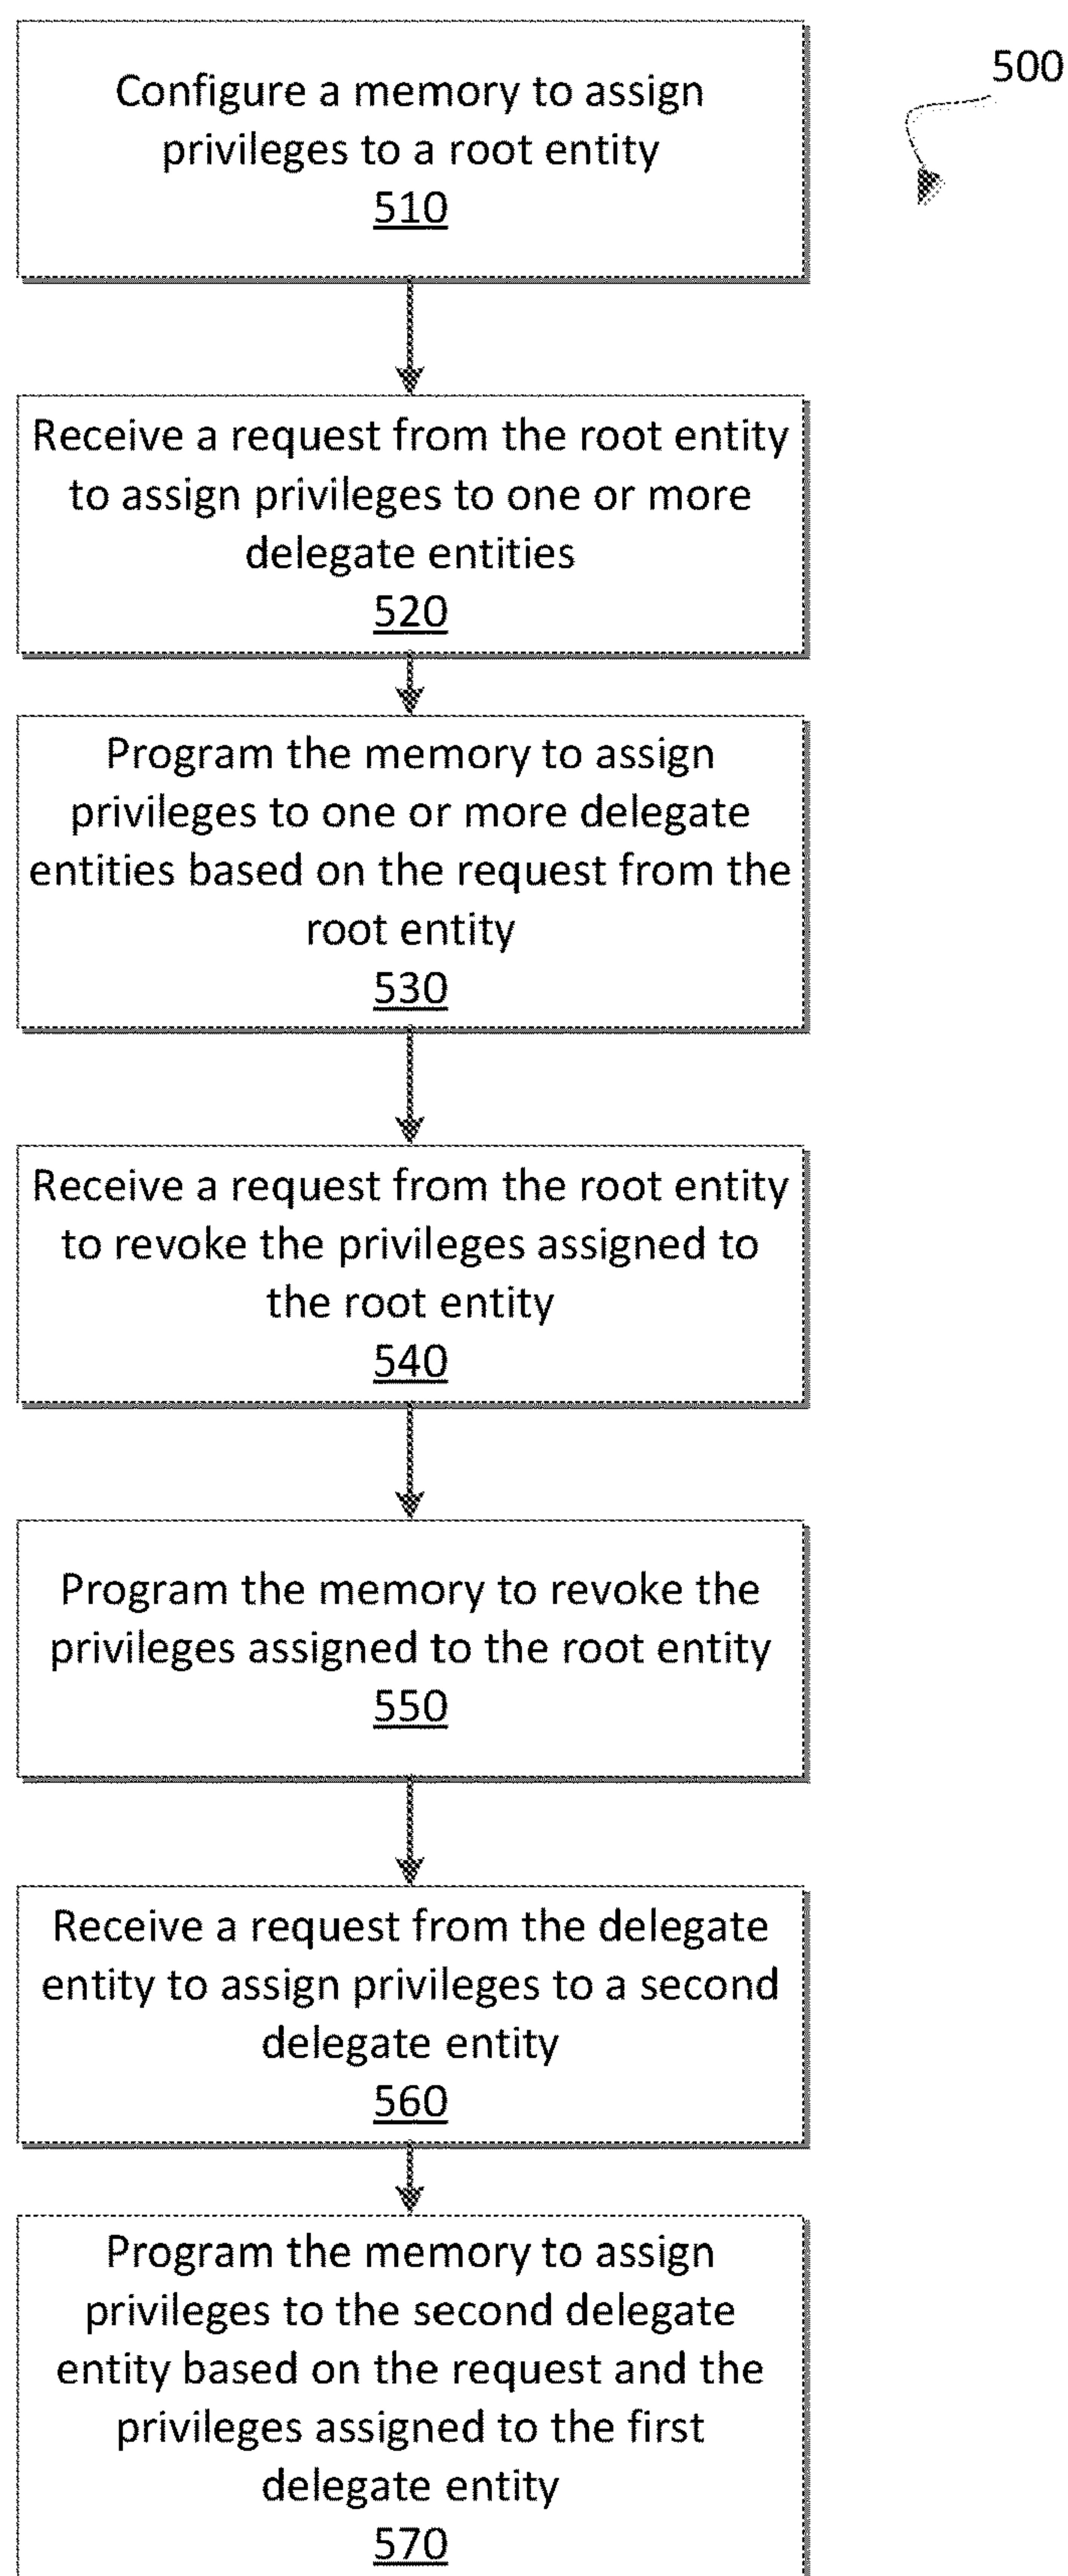 500
Configure a memory to assign
privileges to a root entity
510
Receive a request from the root entity
to assign privileges to one or more
delegate entities
520
Program the memory to assign
privileges to one or more delegate
entities based on the request from the
root entity
530
Receive a request from the root entity
to revoke the privileges assigned to
the root entity
540
Program the memory to revoke the
privileges assigned to the root entity
550
Receive a request from the delegate
entity to assign privileges to a second
delegate entity
560
Program the memory to assign
privileges to the second delegate
entity based on the request and the
privileges assigned to the first
delegate entity
570